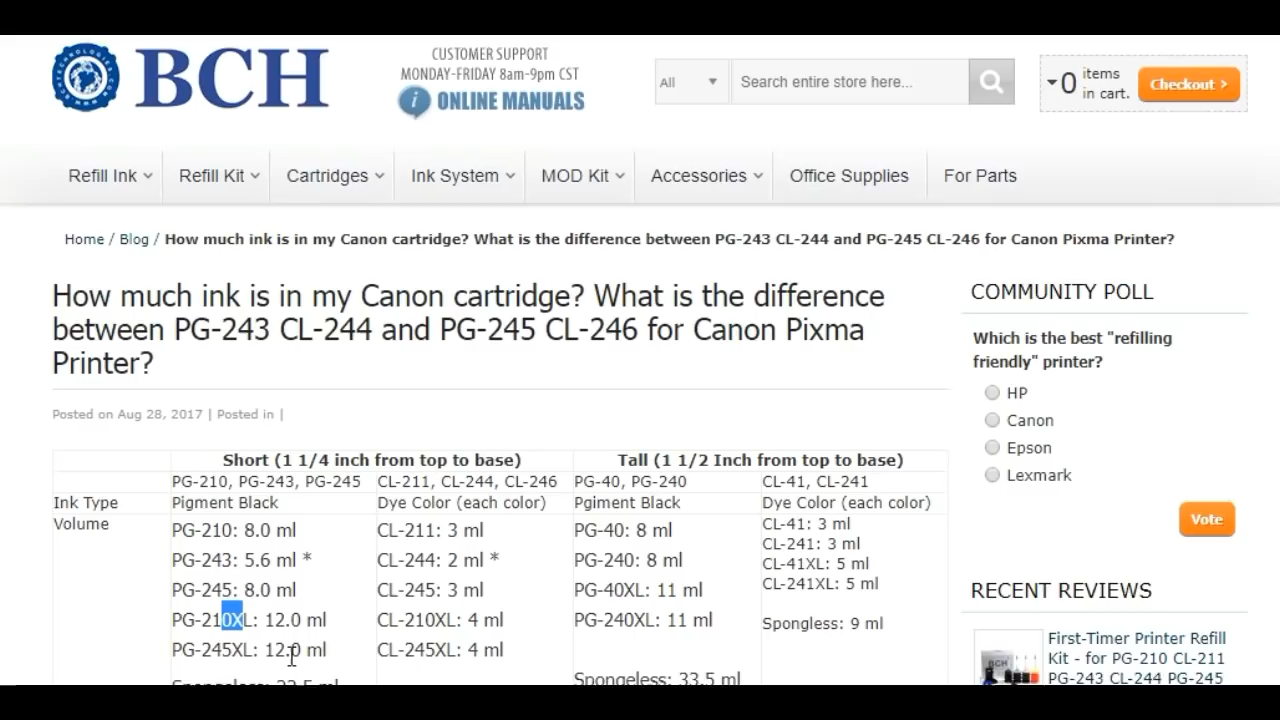 BCH
CUSTOMER SUPPORT
MONDAY-FRIDAY 8am-9pm CST
i ONLINE MANUALS
All
Search entire store here...
0 items in cart.
Checkout >
Refill Ink
Refill Kit
Cartridges
Ink System
MOD Kit
Accessories
Office Supplies
For Parts
Home / Blog / How much ink is in my Canon cartridge? What is the difference between PG-243 CL-244 and PG-245 CL-246 for Canon Pixma Printer?
How much ink is in my Canon cartridge? What is the difference
between PG-243 CL-244 and PG-245 CL-246 for Canon Pixma
Printer?
Posted on Aug 28, 2017 | Posted in |
Short (1 1/4 inch from top to base) Tall (1 1/2 Inch from top to base)
PG-210, PG-243, PG-245 CL-211, CL-244, CL-246 PG-40, PG-240 CL-41, CL-241
Ink Type Pigment Black Dye Color (each color) Pgiment Black Dye Color (each color)
Volume
PG-210: 8.0 ml
PG-243: 5.6 ml *
PG-245: 8.0 ml
PG-210XL: 12.0 ml
PG-245XL: 12.0 ml
Spongeless: 22.5 ml
CL-211: 3 ml
CL-244: 2 ml *
CL-245: 3 ml
CL-210XL: 4 ml
CL-245XL: 4 ml
PG-40: 8 ml
PG-240: 8 ml
PG-40XL: 11 ml
PG-240XL: 11 ml
Spongeless: 33.5 ml
CL-41: 3 ml
CL-241: 3 ml
CL-41XL: 5 ml
CL-241XL: 5 ml
Spongless: 9 ml
COMMUNITY POLL
Which is the best "refilling
friendly" printer?
HP
Canon
Epson
Lexmark
Vote
RECENT REVIEWS
First-Timer Printer Refill
Kit - for PG-210 CL-211
PG-243 CL-244 PG-245